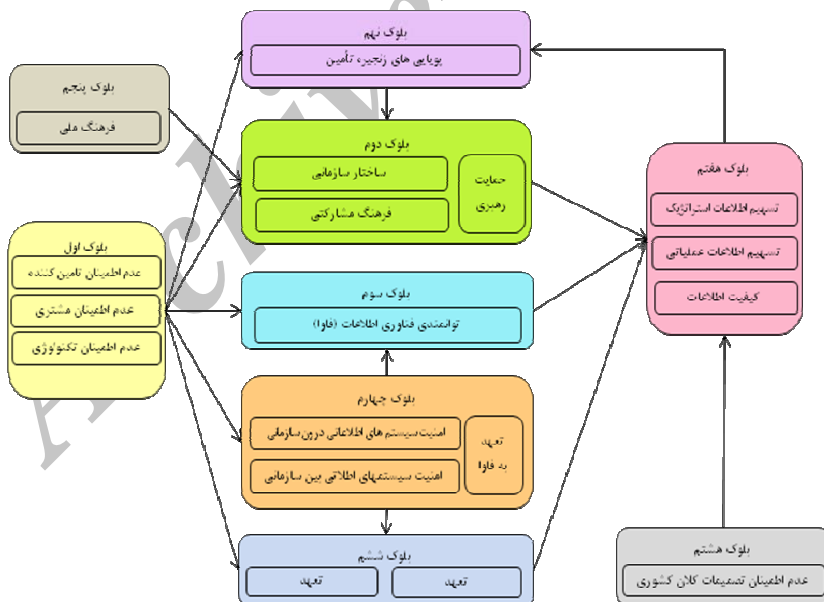 بلوک نهم
پویایی های زنجیره تأمین
بلوک پنجم
فرهنگ ملی
بلوک دوم
ساختار سازمانی
فرهنگ مشارکتی
حمایت
رهبری
بلوک هفتم
تسهیم اطلاعات استراتژیک
تسهیم اطلاعات عملیاتی
کیفیت اطلاعات
بلوک اول
عدم اطمینان تامین کننده
عدم اطمینان مشتری
عدم اطمینان تکنولوژی
بلوک سوم
توانمندی فناوری اطلاعات (فاوا)
بلوک چهارم
امنیت سیستم های اطلاعاتی درون سازمانی
امنیت سیستمهای اطلاتی بین سازمانی
تعهد
به فاوا
بلوک ششم
تعهد
تعهد
بلوک هشتم
عدم اطمینان تصمیمات کلان کشوری